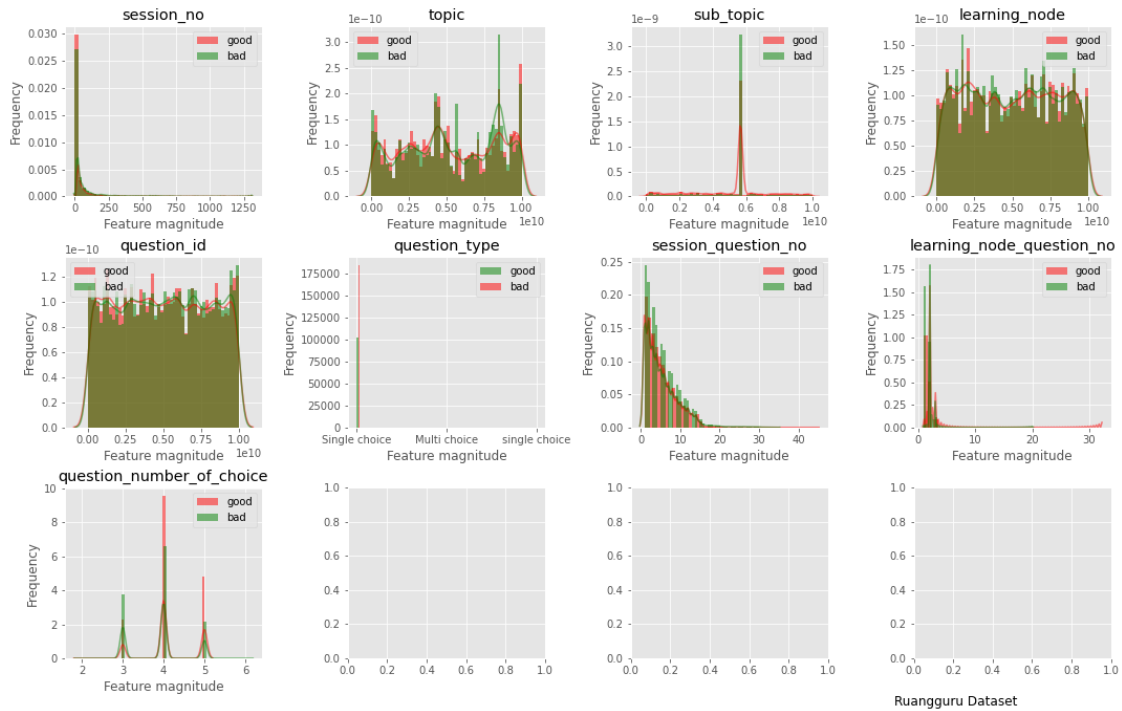 session_no
topic
sub_topic
learning_node
0.030
0.025
0.020
0.015
0.010
0.005
0.000
Frequency
good
bad
0 250 500 750 1000 1250
Feature magnitude
1e−10
3.0
2.5
2.0
1.5
1.0
0.5
0.0
Frequency
good
bad
0.00 0.25 0.50 0.75 1.00
1e10
Feature magnitude
1e−9
3.0
2.5
2.0
1.5
1.0
0.5
0.0
Frequency
good
bad
0.0 0.2 0.4 0.6 0.8 1.0
1e10
Feature magnitude
1e−10
1.50
1.25
1.00
0.75
0.50
0.25
0.00
Frequency
good
bad
0.00 0.25 0.50 0.75 1.00
1e10
Feature magnitude
question_id
question_type
session_question_no
learning_node_question_no
1e−10
1.2
1.0
0.8
0.6
0.4
0.2
0.0
Frequency
good
bad
0.00 0.25 0.50 0.75 1.00
1e10
Feature magnitude
175000
150000
125000
100000
75000
50000
25000
0
Frequency
good
bad
Single choice Multi choice single choice
Feature magnitude
0.25
0.20
0.15
0.10
0.05
0.00
Frequency
good
bad
0 10 20 30 40
Feature magnitude
1.75
1.50
1.25
1.00
0.75
0.50
0.25
0.00
Frequency
good
bad
0 10 20 30
Feature magnitude
question_number_of_choice
10
8
6
4
2
0
Frequency
good
bad
2 3 4 5 6
Feature magnitude
1.0
0.8
0.6
0.4
0.2
0.0
0.0 0.2 0.4 0.6 0.8 1.0
1.0
0.8
0.6
0.4
0.2
0.0
0.0 0.2 0.4 0.6 0.8 1.0
1.0
0.8
0.6
0.4
0.2
0.0
0.0 0.2 0.4 0.6 0.8 1.0
Ruangguru Dataset